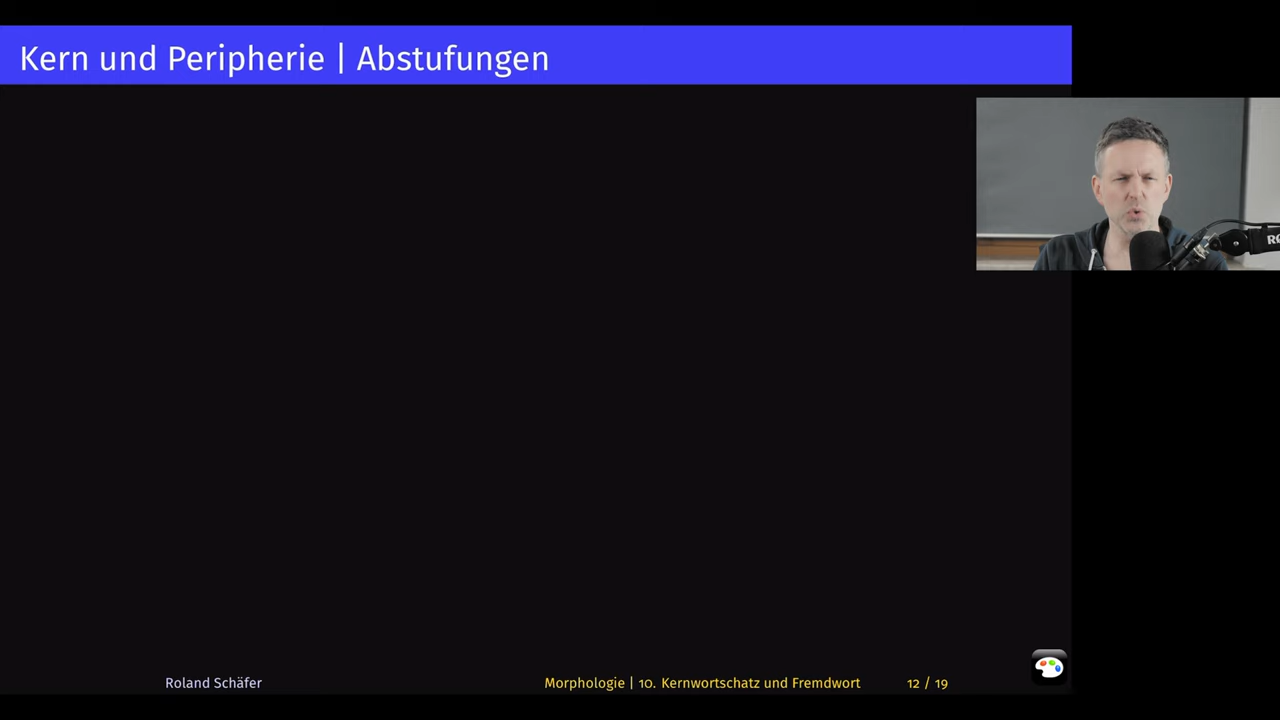 Kern und Peripherie | Abstufungen
Roland Schäfer
Morphologie | 10. Kernwortschatz und Fremdwort
12 / 19